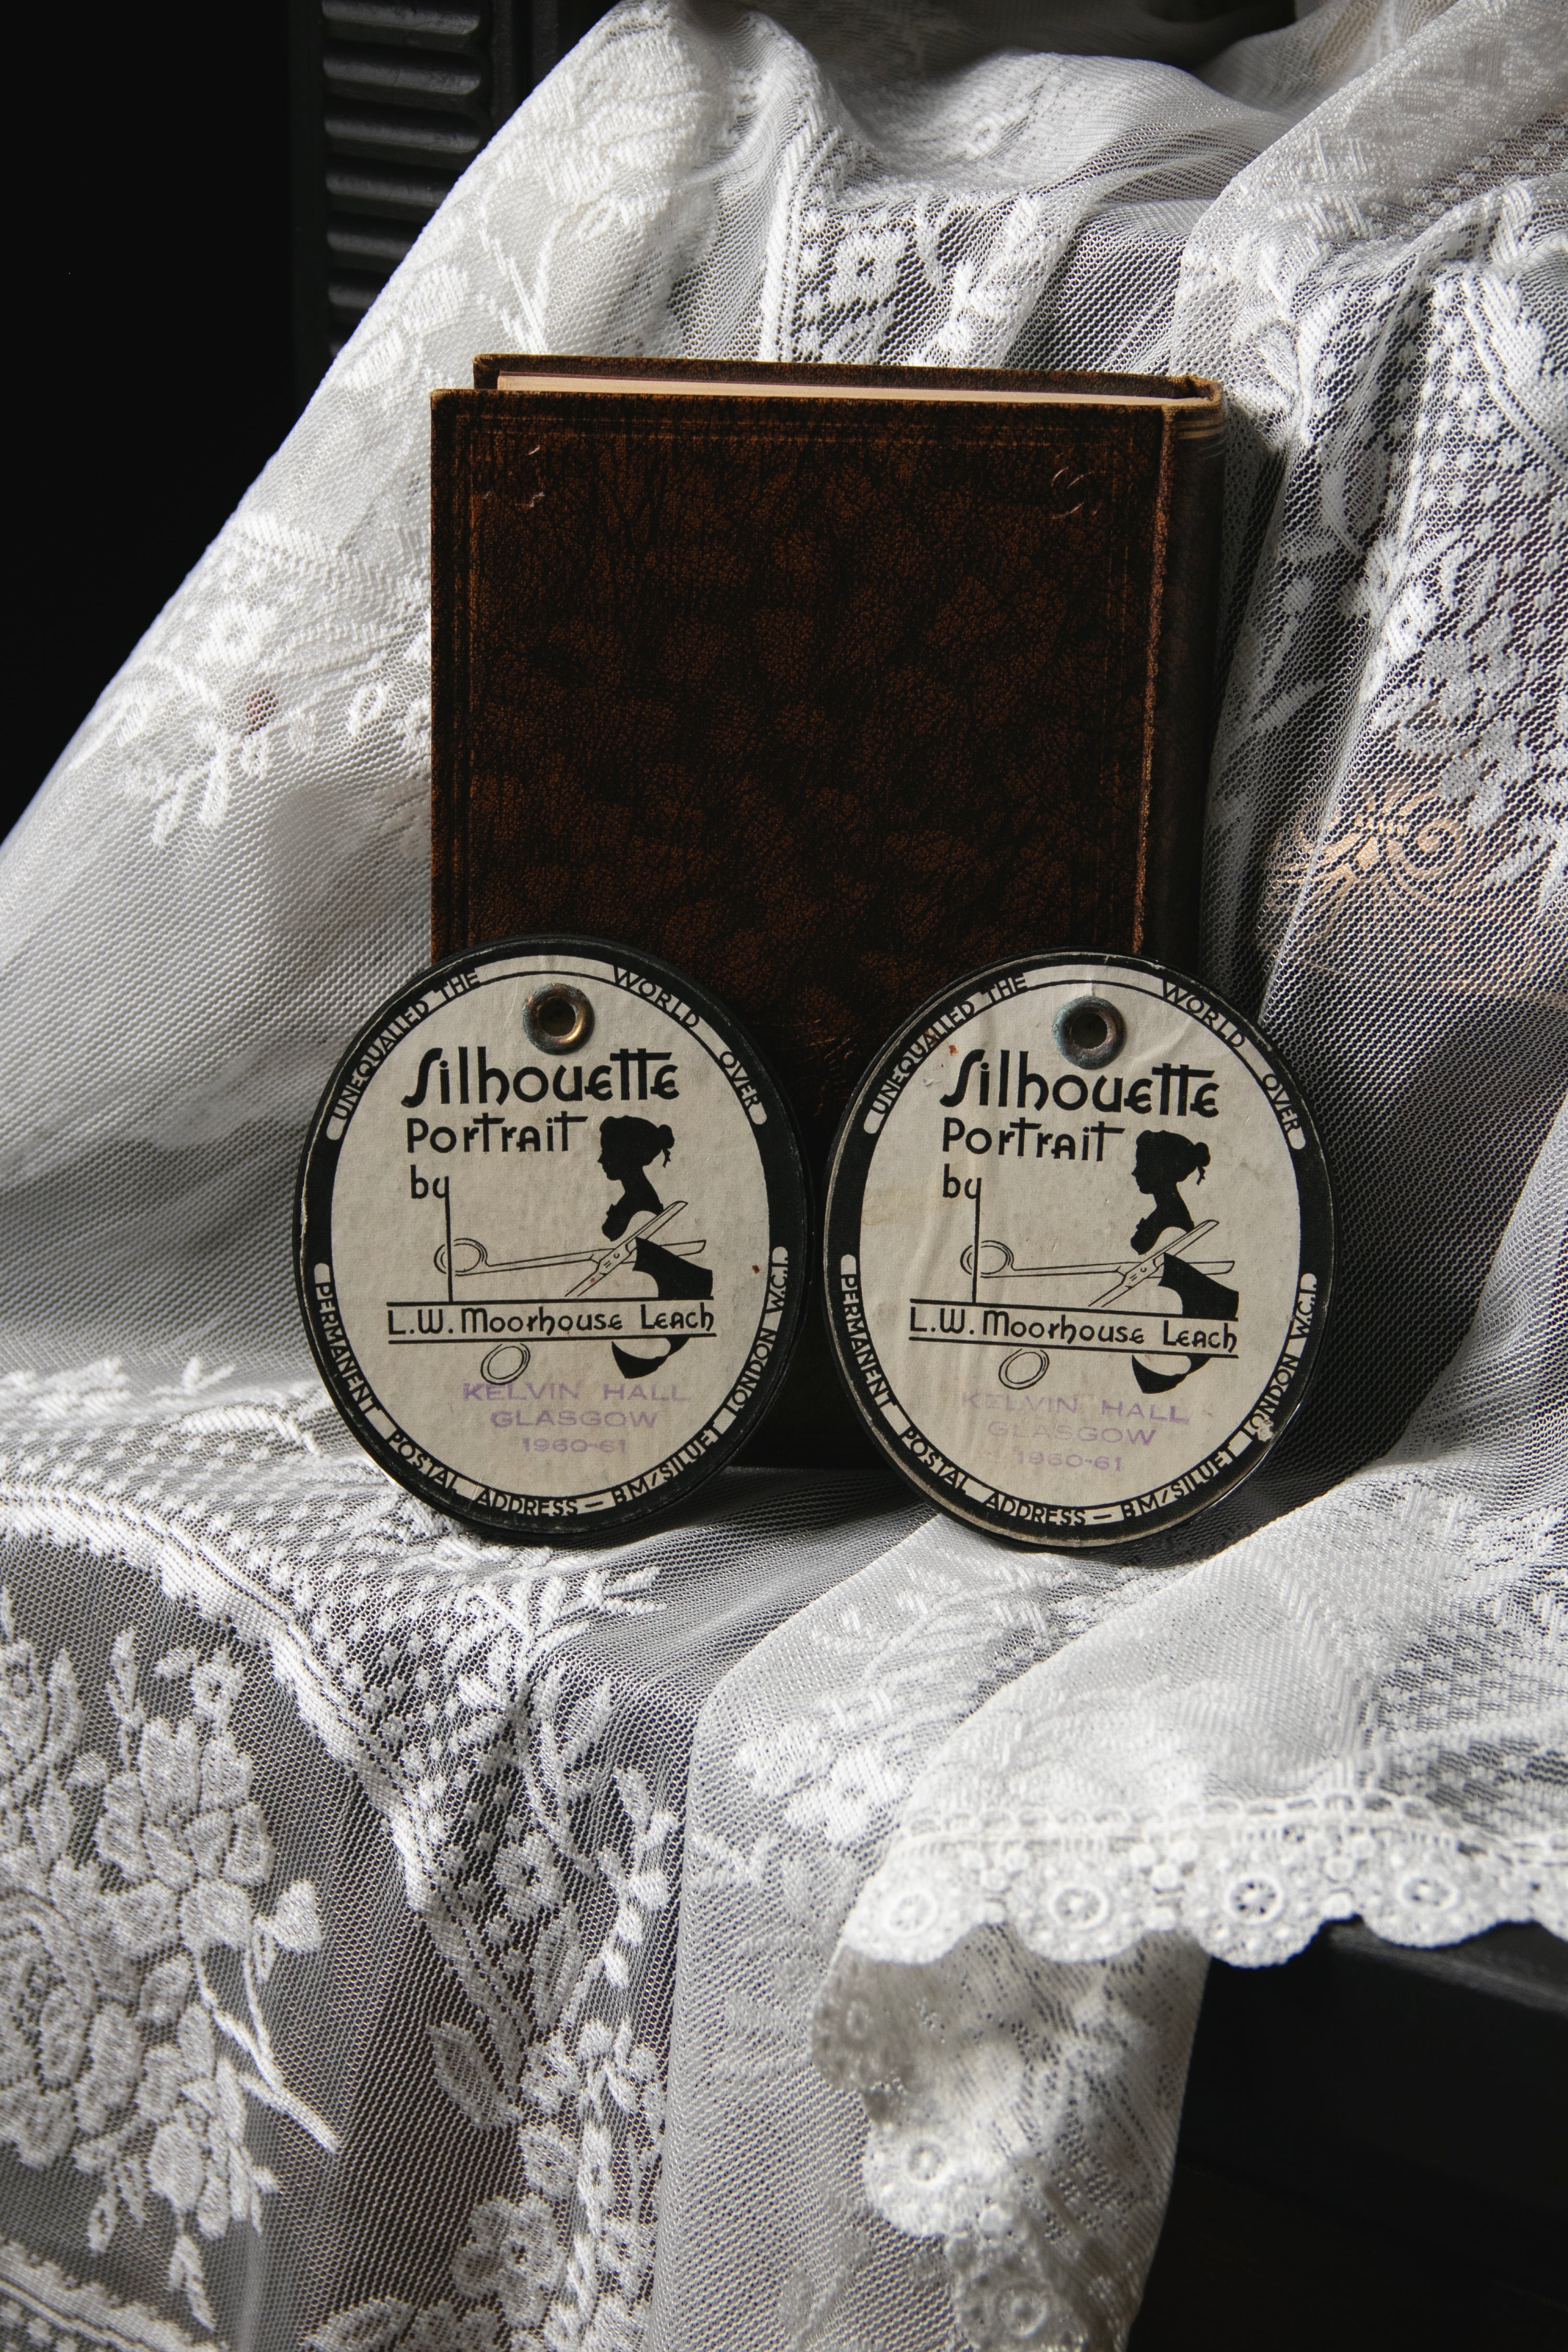 UNEQUALLED THE WORLD OVER
Silhouette
Portrait
by
L.W. Moorhouse Leach
KELVIN HALL
GLASGOW
1960-61
PERMANENT POSTAL ADDRESS – BM/SILUET LONDON W.C.1.
UNEQUALLED THE WORLD OVER
Silhouette
Portrait
by
L.W. Moorhouse Leach
KELVIN HALL
GLASGOW
1960-61
PERMANENT POSTAL ADDRESS – BM/SILUET LONDON W.C.1.